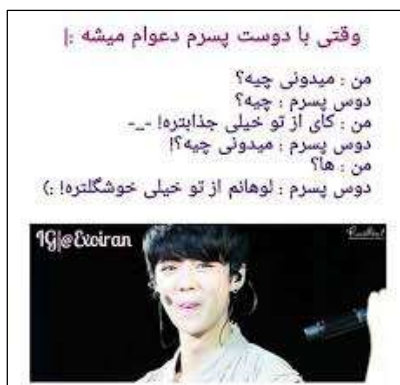 وقتی با دوست پسرم دعوام میشه :|
من : میدونی چیه؟
دوس پسرم : چیه؟
من : کای از تو خیلی جذابتره! -_-
دوس پسرم : میدونی چیه؟!
من : ها؟
دوس پسرم : لوهانم از تو خیلی خوشگلتره! :)
IG|@Exoiran